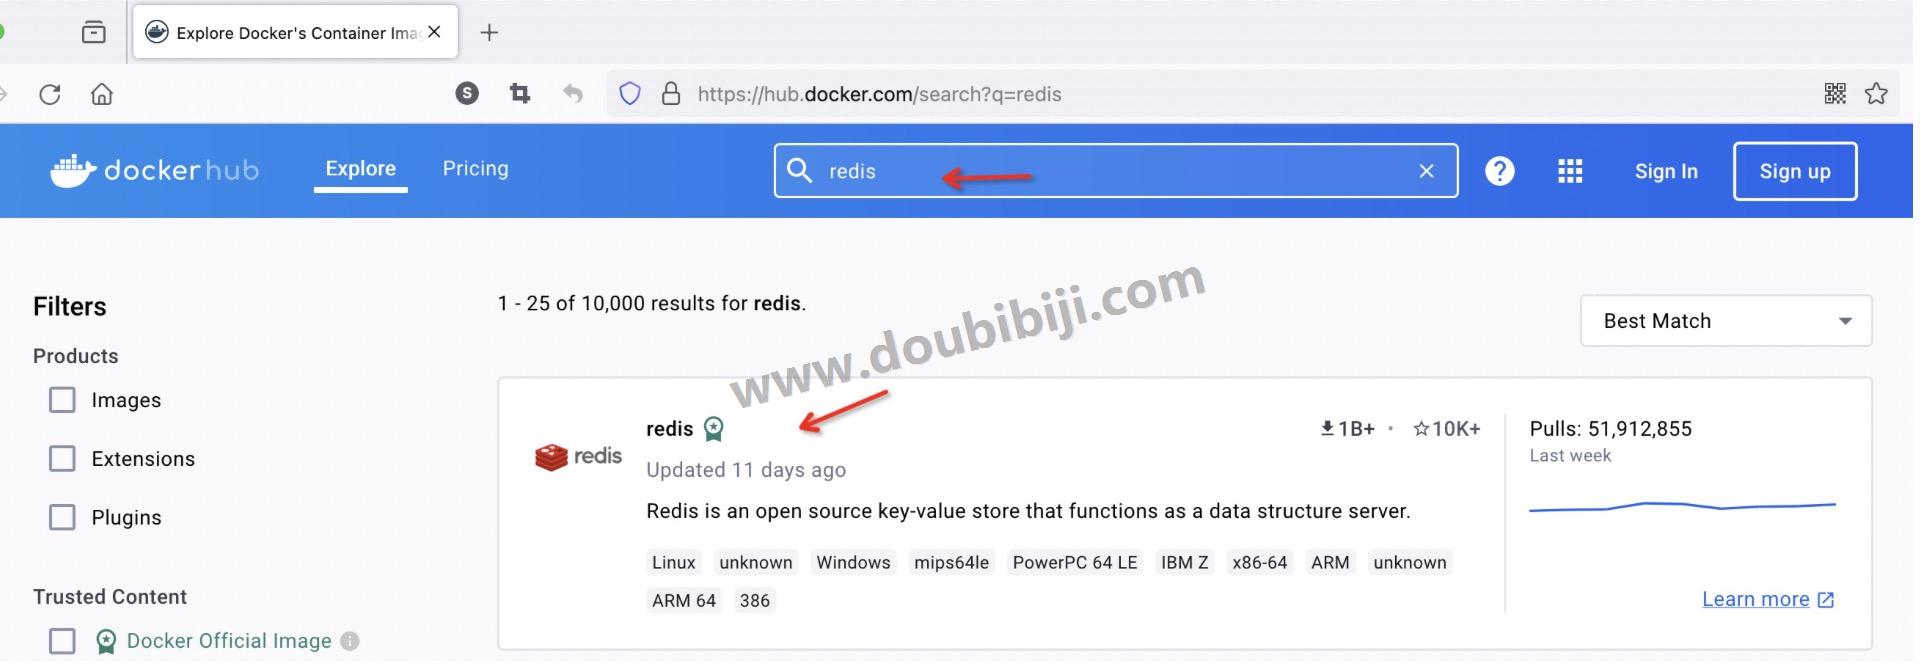 Explore Docker's Container Ima
S
https://hub.docker.com/search?q=redis
dockerhub
Explore
Pricing
redis
?
Sign In
Sign up
Filters
1 - 25 of 10,000 results for redis.
Best Match
www.doubibiji.com
Products
Images
Extensions
Plugins
Trusted Content
Docker Official Image
redis
redis
1B+ • 10K+
Updated 11 days ago
Redis is an open source key-value store that functions as a data structure server.
Linux unknown Windows mips64le PowerPC 64 LE IBM Z x86-64 ARM unknown
ARM 64 386
Pulls: 51,912,855
Last week
Learn more